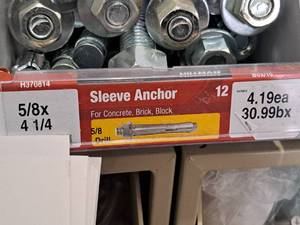 H370814
5/8x
4 1/4
Sleeve Anchor
12
For Concrete, Brick, Block
5/8
Drill
4.19ea
30.99bx